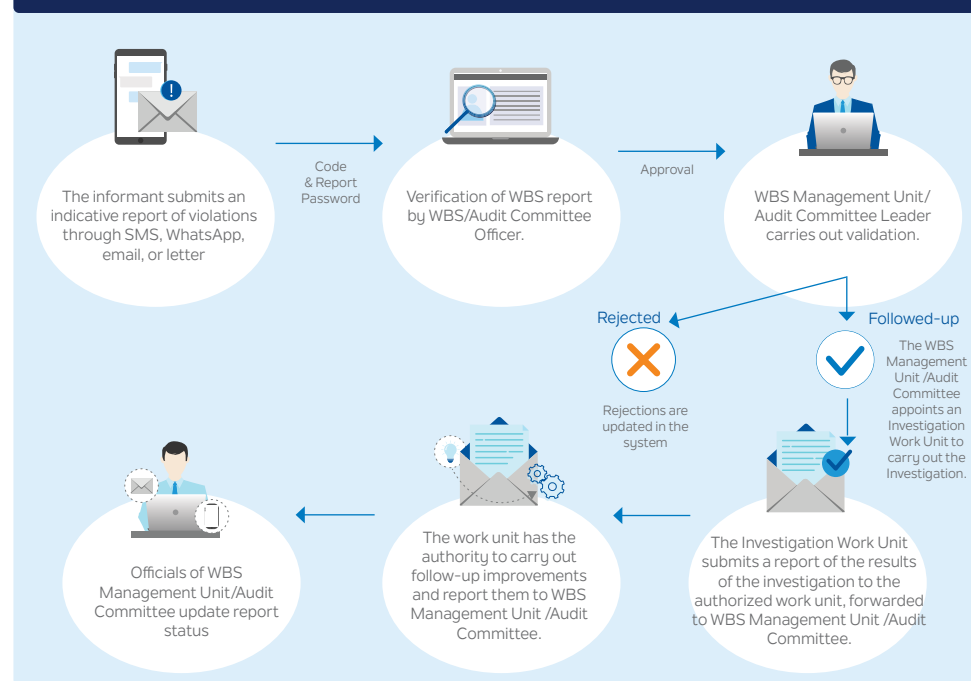 The informant submits an
indicative report of violations
through SMS, WhatsApp,
email, or letter
Code
& Report
Password
Verification of WBS report
by WBS/Audit Committee
Officer.
Approval
WBS Management Unit/
Audit Committee Leader
carries out validation.
Rejected
Rejections are
updated in the
system
Followed-up
The WBS
Management
Unit /Audit
Committee
appoints an
Investigation
Work Unit to
carry out the
Investigation.
The Investigation Work Unit
submits a report of the results
of the investigation to the
authorized work unit, forwarded
to WBS Management Unit /Audit
Committee.
The work unit has the
authority to carry out
follow-up improvements
and report them to WBS
Management Unit /Audit
Committee.
Officials of WBS
Management Unit/Audit
Committee update report
status